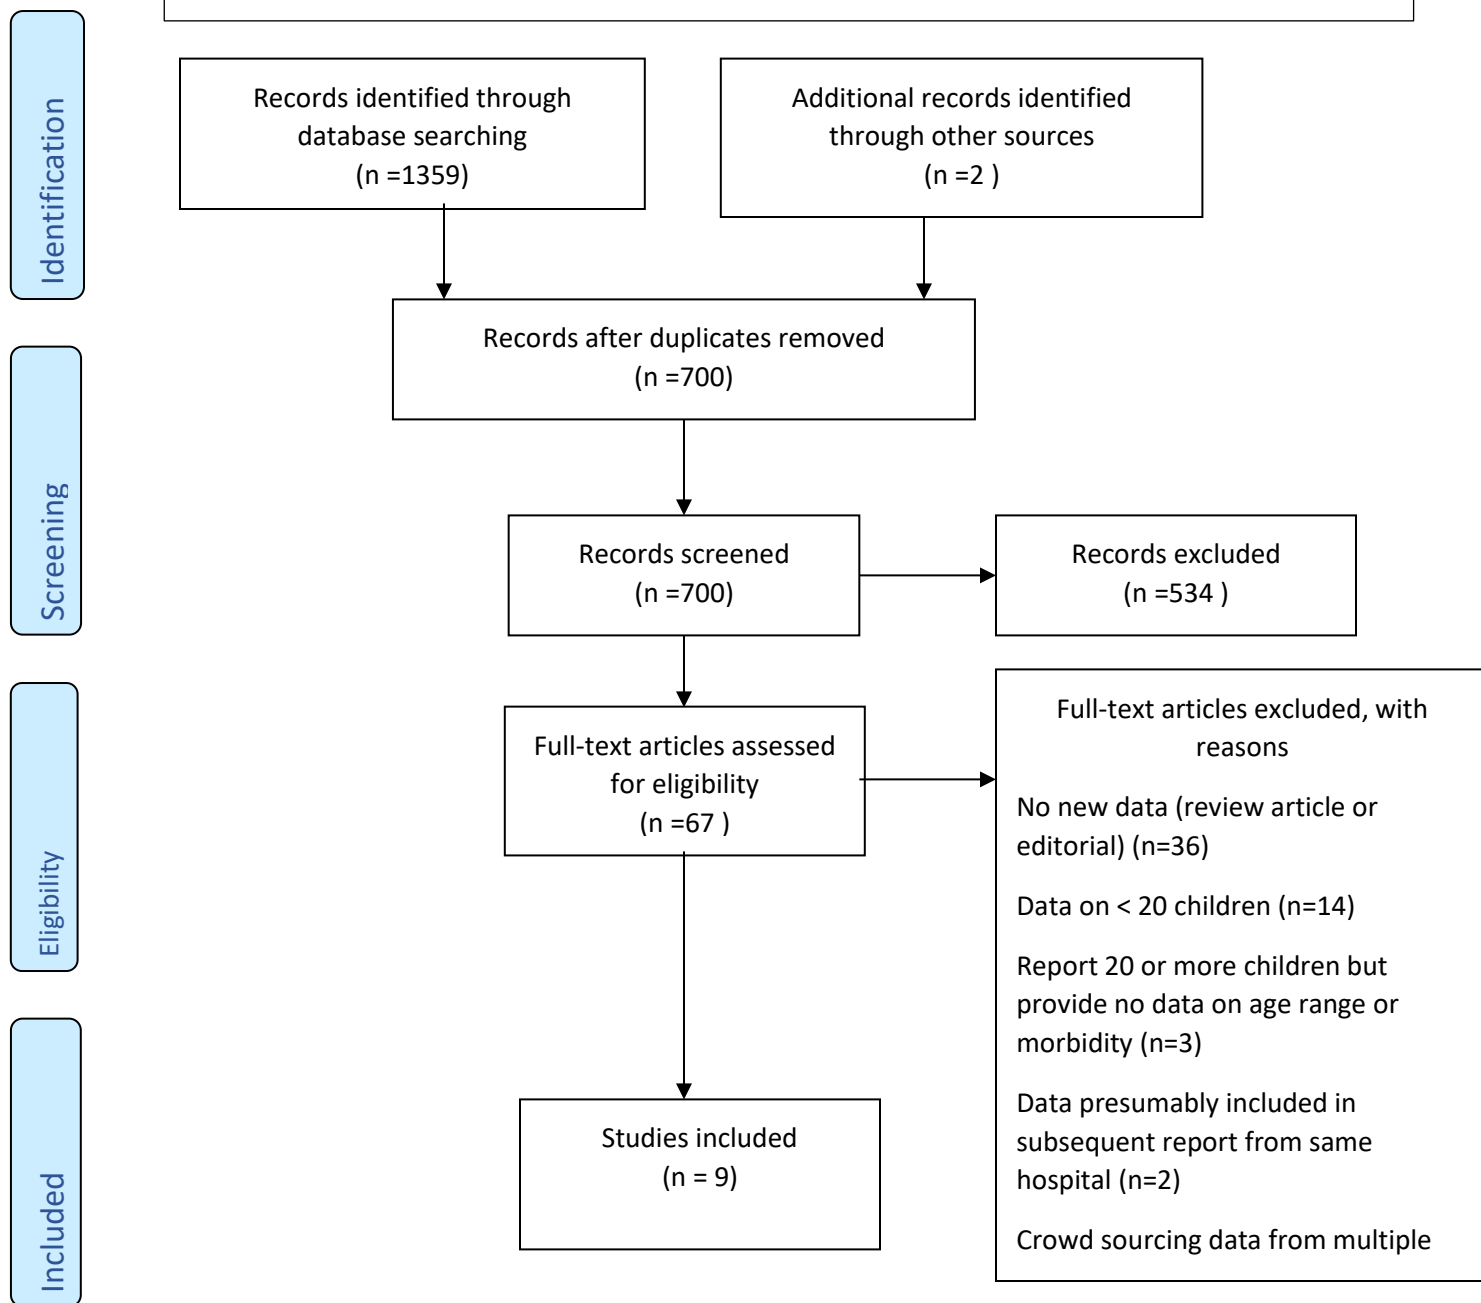 Identification
Records identified through
database searching
(n =1359)
Additional records identified
through other sources
(n =2 )
Records after duplicates removed
(n =700)
Screening
Records screened
(n =700)
Records excluded
(n =534 )
Eligibility
Full-text articles assessed
for eligibility
(n =67 )
Full-text articles excluded, with
reasons
No new data (review article or
editorial) (n=36)
Data on < 20 children (n=14)
Report 20 or more children but
provide no data on age range or
morbidity (n=3)
Data presumably included in
subsequent report from same
hospital (n=2)
Crowd sourcing data from multiple
Included
Studies included
(n = 9)